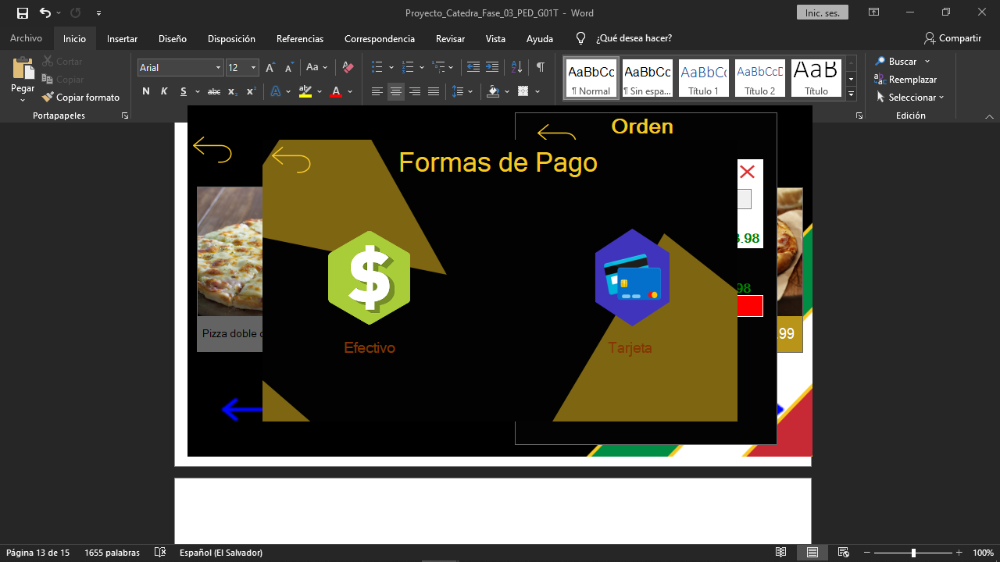 Proyecto_Catedra_Fase_03_PED_G01T - Word
Inic. ses.
Archivo Inicio Insertar Diseño Disposición Referencias Correspondencia Revisar Vista Ayuda ¿Qué desea hacer? Compartir
Pegar
Cortar
Copiar
Copiar formato
Portapapeles
Arial 12
N K S abc x₂ x²
AaBbCc AaBbCc AaBbC AaBbCcD AaB
¶ Normal ¶ Sin espa... Título 1 Título 2 Título
Buscar
Reemplazar
Seleccionar
Edición
Orden
Formas de Pago
3.98
98
Pizza doble
.99
Efectivo
Tarjeta
Página 13 de 15 1655 palabras Español (El Salvador) 100%